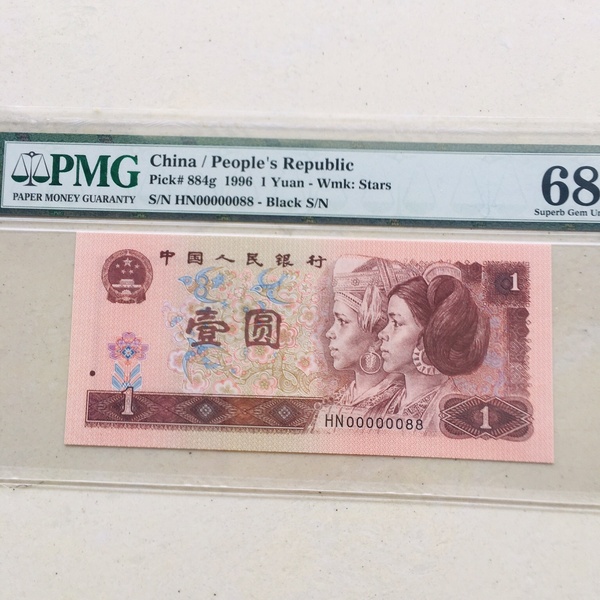 PMG
PAPER MONEY GUARANTY
China / People's Republic
Pick# 884g 1996 1 Yuan - Wmk: Stars
S/N HN00000088 - Black S/N
68
Superb Gem Un
中国人民银行
壹圆
1
1
1
HN00000088